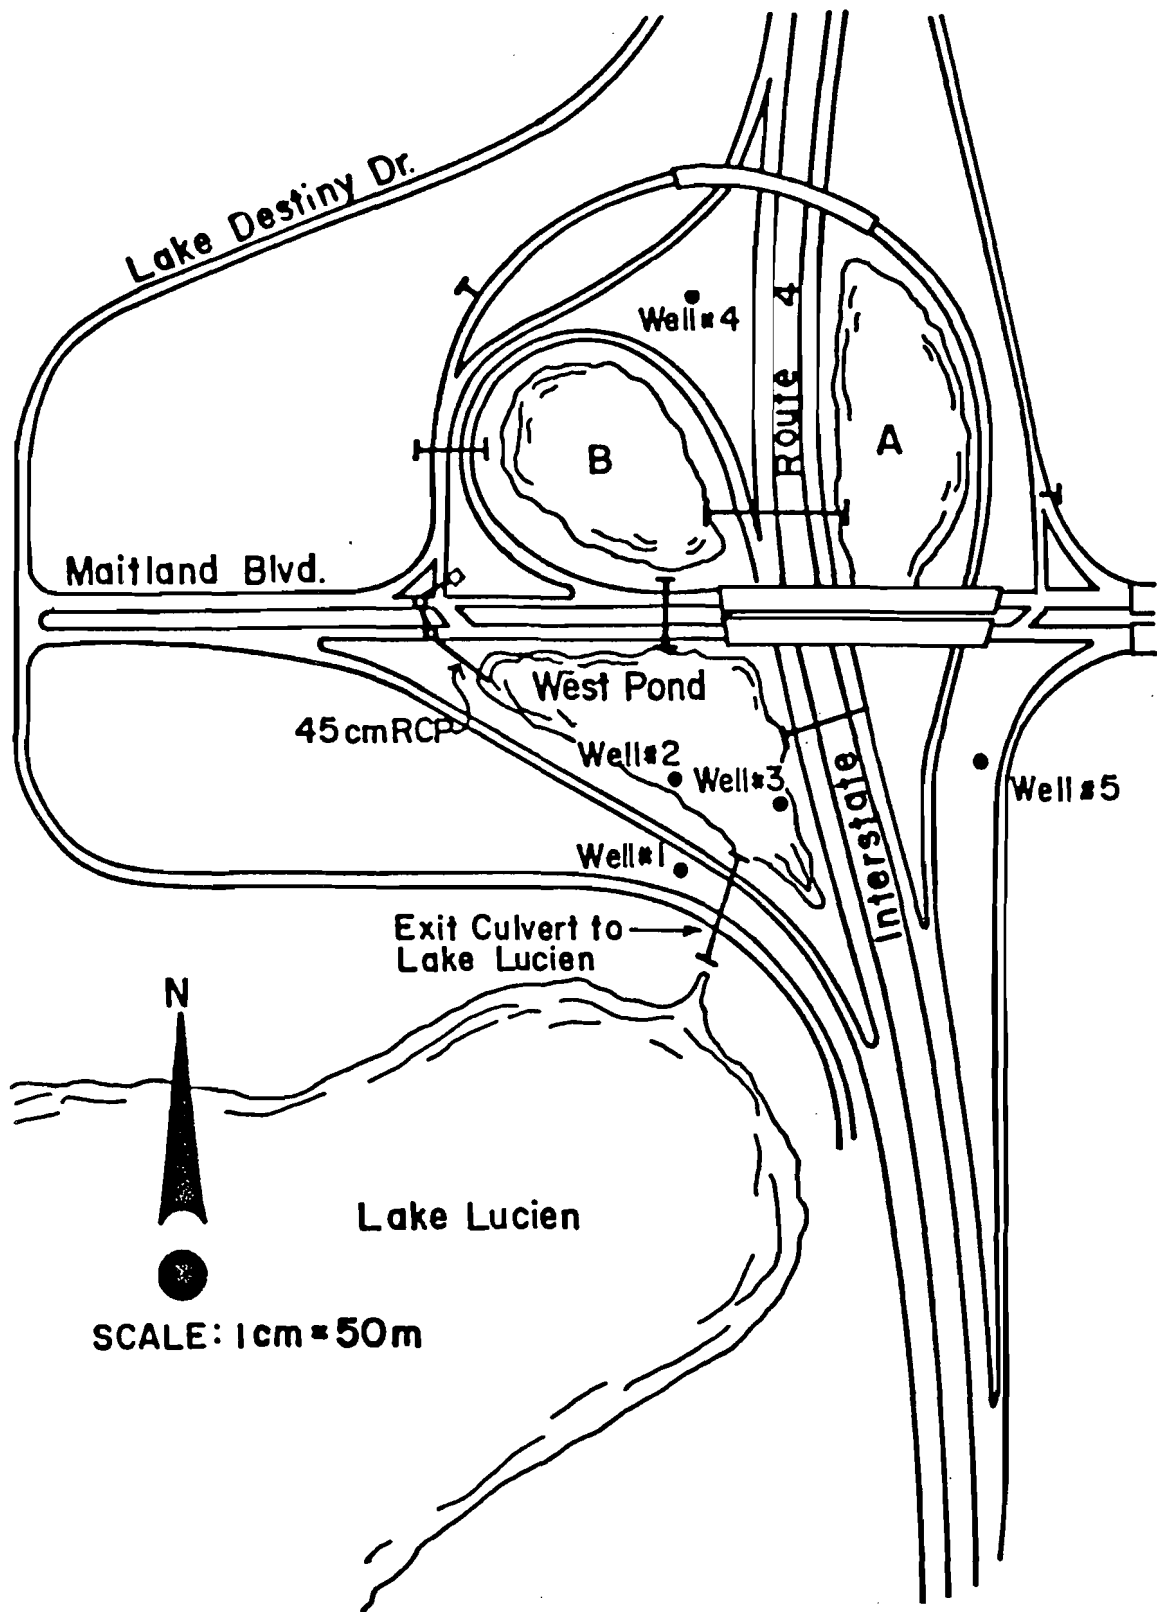 Lake Destiny Dr.
Well#4
Route 4
A
B
Maitland Blvd.
West Pond
45cmRCP
Well#2
Well#3
Well#5
Interstate
Well#1
Exit Culvert to
Lake Lucien
N
Lake Lucien
SCALE: 1cm=50m